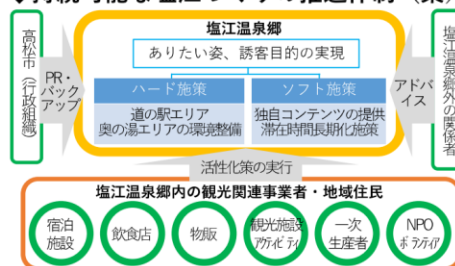 塩江温泉郷
ありたい姿、誘客目的の実現
高松市(行政組織)
PR・
バック
アップ
ハード施策
道の駅エリア
奥の湯エリアの環境整備
ソフト施策
独自コンテンツの提供
滞在時間長期化施策
アドバ
イス
塩江温泉郷外の関係者
活性化策の実行
塩江温泉郷内の観光関連事業者・地域住民
宿泊
施設
飲食店
物販
観光施設
アクティビティ
一次
生産者
NPO
ボランティア